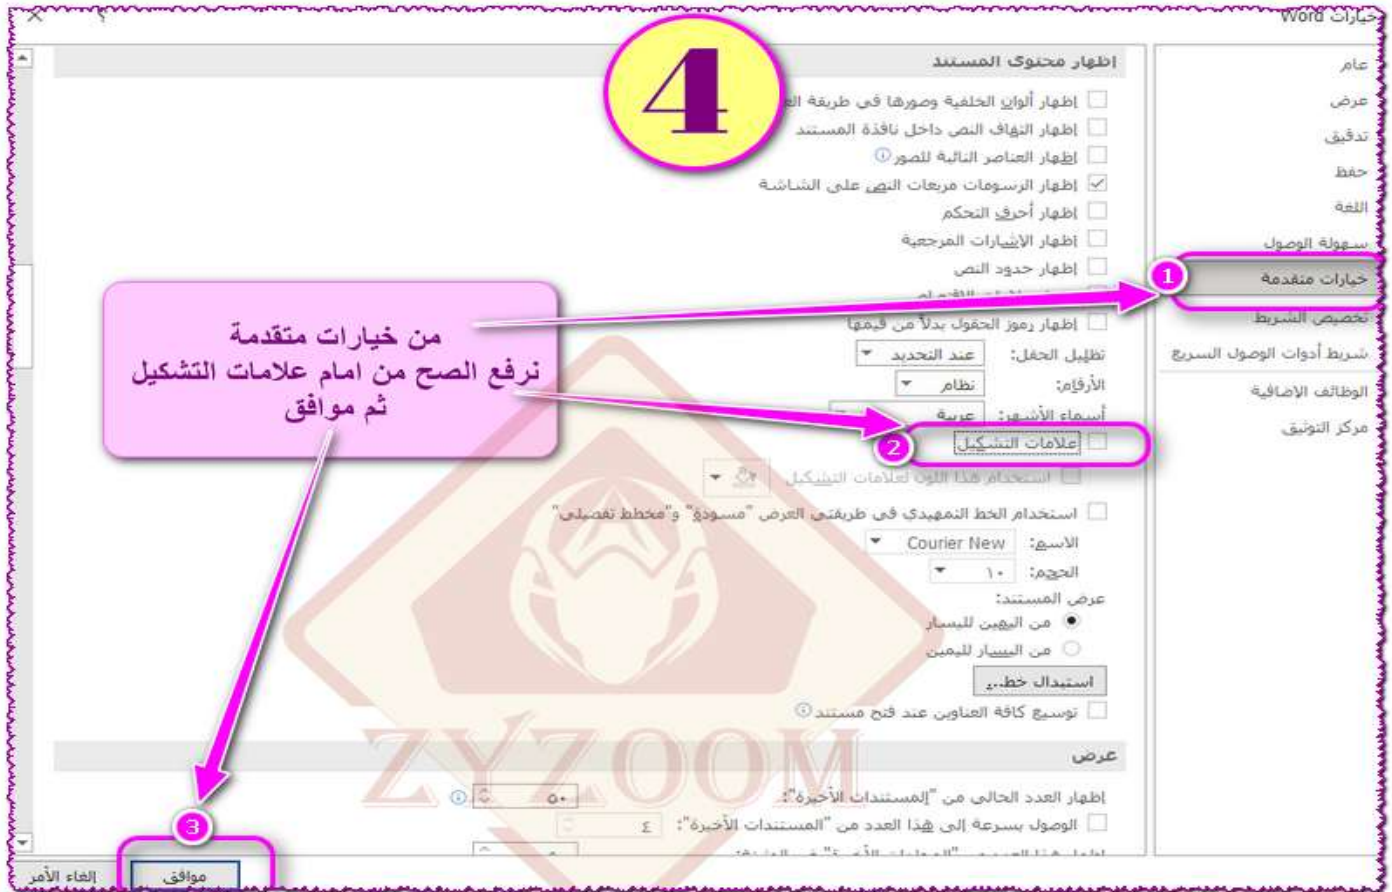 خيارات Word
؟
عام
عرض
تدقيق
حفظ
اللغة
سهولة الوصول
خيارات متقدمة
تخصيص الشريط
شريط أدوات الوصول السريع
الوظائف الإضافية
مركز التوثيق
4
إظهار محتوى المستند
إظهار ألوان الخلفية وصورها في طريقة
إظهار التفاف النص داخل نافذة المستند
إظهار العناصر النائبة للصور
إظهار الرسومات مربعات النص على الشاشة
إظهار أحرف التحكم
إظهار الإشارات المرجعية
إظهار حدود النص
إظهار رموز الحقول بدلاً من قيمها
تظليل الحقل: عند التحديد
الأرقام: نظام
أسماء الأشهر: عربية
علامات التشكيل
استخدام هذا اللون لعلامات التشكيل
استخدام الخط التمهيدي في طريقتي العرض "مسودة" و"مخطط تفصيلي"
الاسم: Courier New
الحجم: ١٠
عرض المستند:
من اليمين لليسار
من اليسار لليمين
استبدال خط...
توسيع كافة العناوين عند فتح مستند
عرض
إظهار العدد الحالي من "المستندات الأخيرة": ٥٠
الوصول بسرعة إلى هذا العدد من "المستندات الأخيرة": ٤
موافق
إلغاء الأمر
من خيارات متقدمة
نرفع الصح من امام علامات التشكيل
ثم موافق
1
2
3
ZYZOOM